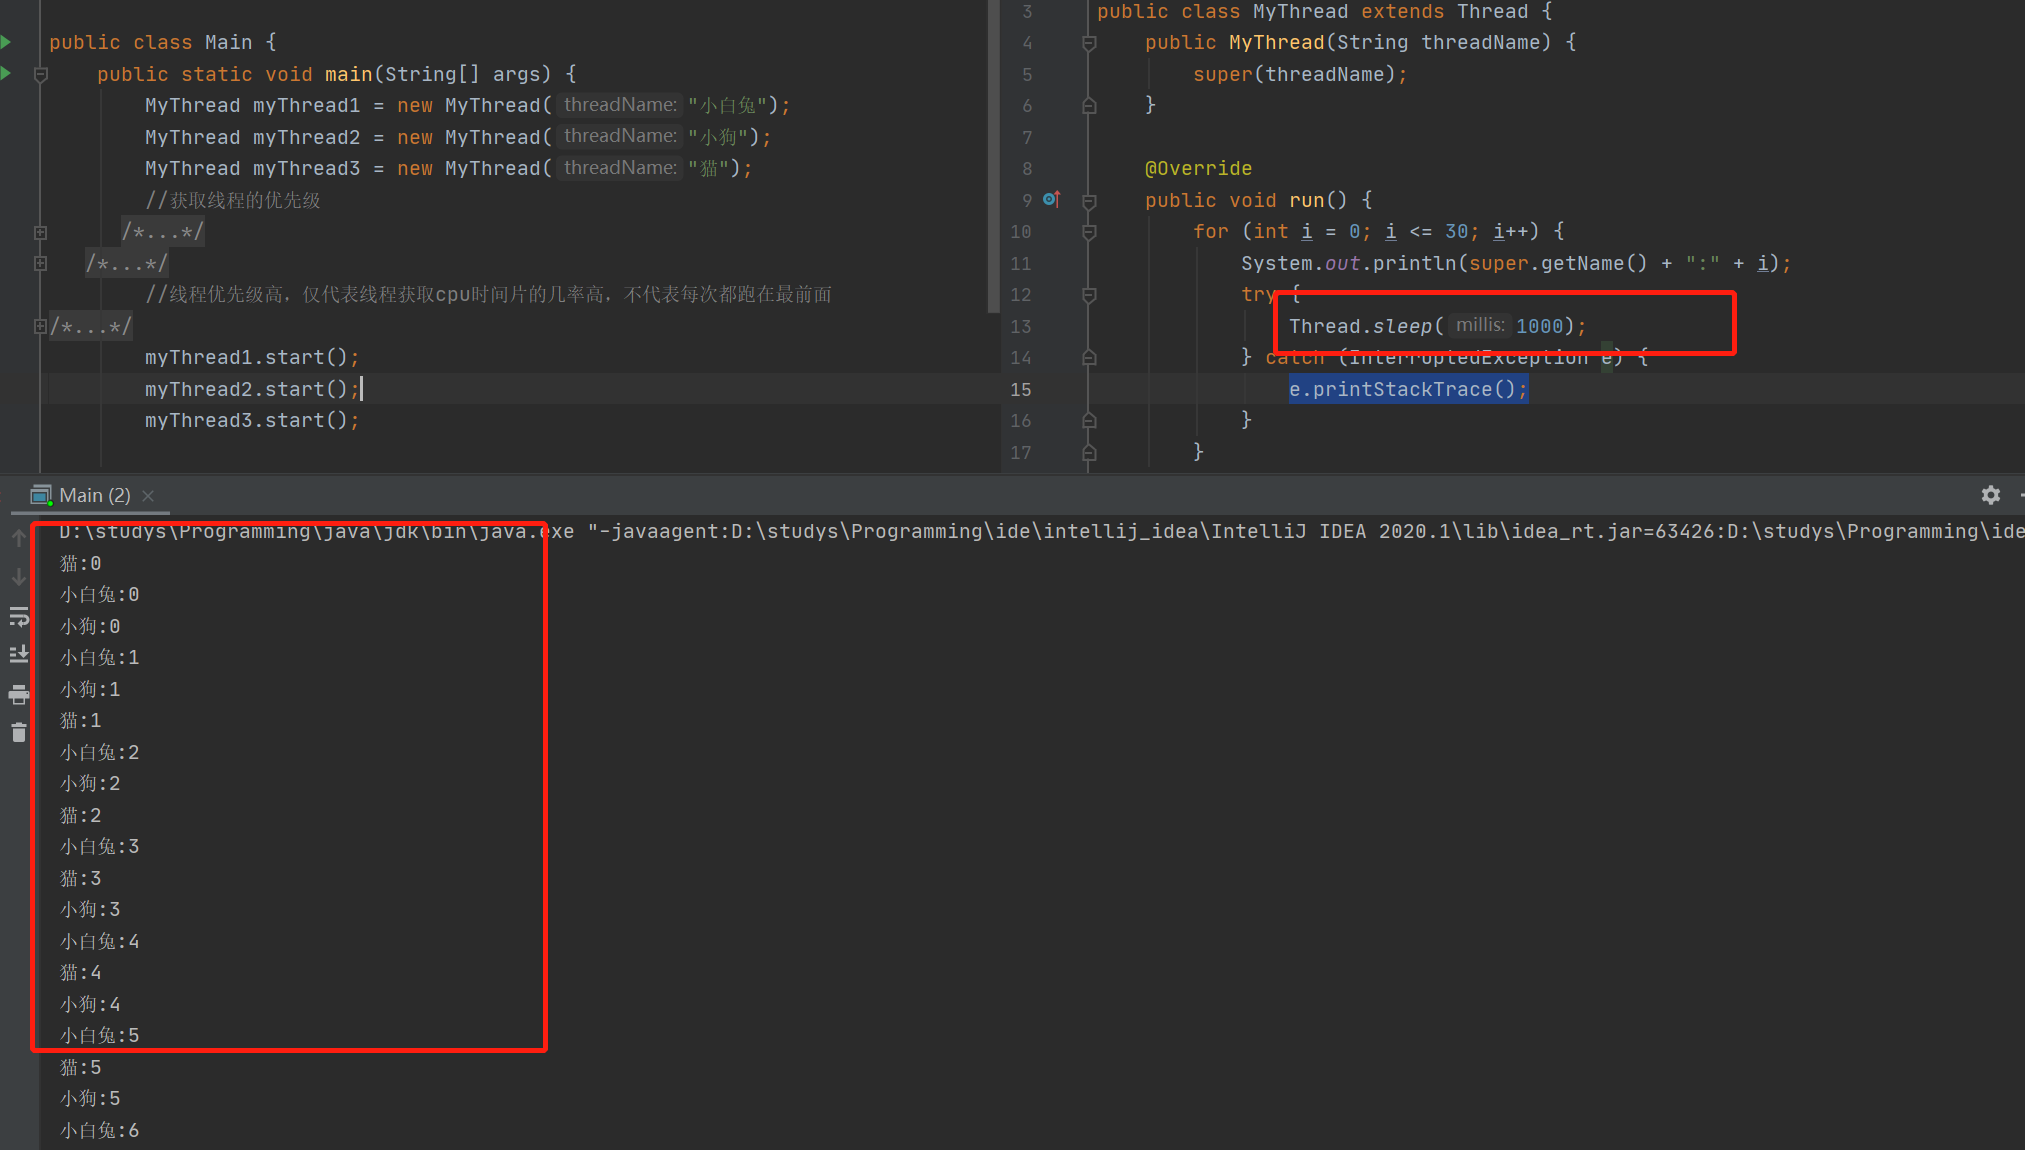 public class Main {
public static void main(String[] args) {
MyThread myThread1 = new MyThread( threadName: "小白兔");
MyThread myThread2 = new MyThread( threadName: "小狗");
MyThread myThread3 = new MyThread( threadName: "猫");
//获取线程的优先级
/*...*/
/*...*/
//线程优先级高，仅代表线程获取cpu时间片的几率高，不代表每次都跑在最前面
/*...*/
myThread1.start();
myThread2.start();
myThread3.start();
3 public class MyThread extends Thread {
4 public MyThread(String threadName) {
5 super(threadName);
6 }
7
8 @Override
9 public void run() {
10 for (int i = 0; i <= 30; i++) {
11 System.out.println(super.getName() + ":" + i);
12 try {
13 Thread.sleep( millis: 1000);
14 } catch (InterruptedException e) {
15 e.printStackTrace();
16 }
17 }
Main (2)
D:\studys\Programming\java\jdk\bin\java.exe "-javaagent:D:\studys\Programming\ide\intellij_idea\IntelliJ IDEA 2020.1\lib\idea_rt.jar=63426:D:\studys\Programming\ide
猫:0
小白兔:0
小狗:0
小白兔:1
小狗:1
猫:1
小白兔:2
小狗:2
猫:2
小白兔:3
猫:3
小狗:3
小白兔:4
猫:4
小狗:4
小白兔:5
猫:5
小狗:5
小白兔:6